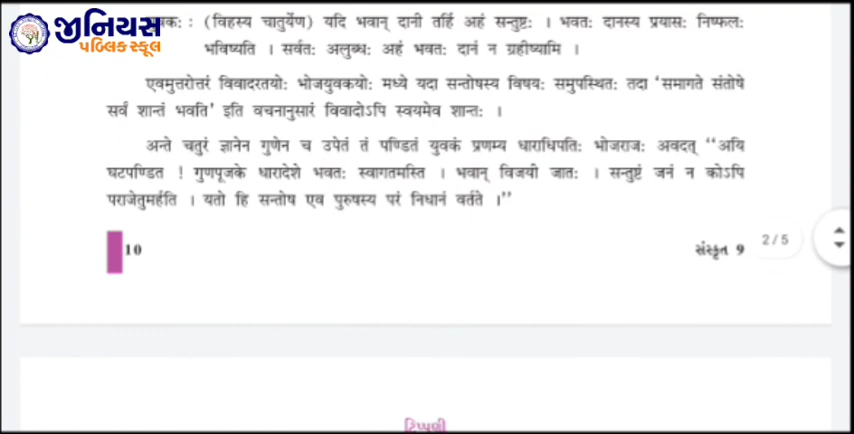 જીનિયસ
પબ્લિક સ્કૂલ
(विहस्य चातुर्येण) यदि भवान् दानी तर्हि अहं सन्तुष्टः । भवतः दानस्य प्रयासः निष्फलः
भविष्यति । सर्वतः अलुब्धः अहं भवतः दानं न ग्रहीष्यामि ।
एवमुत्तरोत्तरं विवादरतयोः भोजयुवकयोः मध्ये यदा सन्तोषस्य विषयः समुपस्थितः तदा ‘समागते संतोषे
सर्वं शान्तं भवति’ इति वचनानुसारं विवादोऽपि स्वयमेव शान्तः ।
अन्ते चतुरं ज्ञानेन गुणेन च उपेतं तं पण्डितं युवकं प्रणम्य धाराधिपतिः भोजराजः अवदत् “अयि
घटपण्डित ! गुणपूजके धारादेशे भवतः स्वागतमस्ति । भवान् विजयी जातः । सन्तुष्टं जनं न कोऽपि
पराजेतुमर्हति । यतो हि सन्तोष एव पुरुषस्य परं निधानं वर्तते ।”
10
સંસ્કૃત 9
2/5
ટિપ્પણી